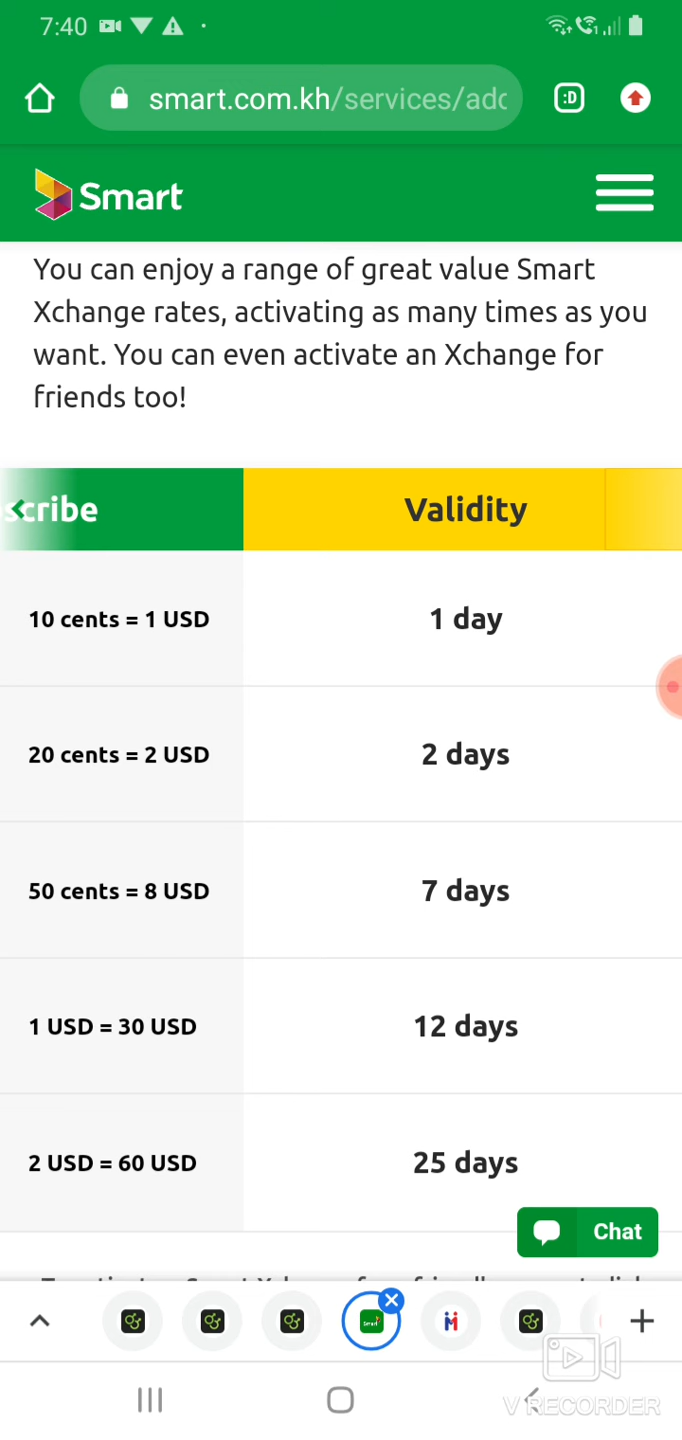 7:40
smart.com.kh/services/adc
:D
Smart
You can enjoy a range of great value Smart
Xchange rates, activating as many times as you
want. You can even activate an Xchange for
friends too!
scribe Validity
10 cents = 1 USD 1 day
20 cents = 2 USD 2 days
50 cents = 8 USD 7 days
1 USD = 30 USD 12 days
2 USD = 60 USD 25 days
Chat
V RECORDER